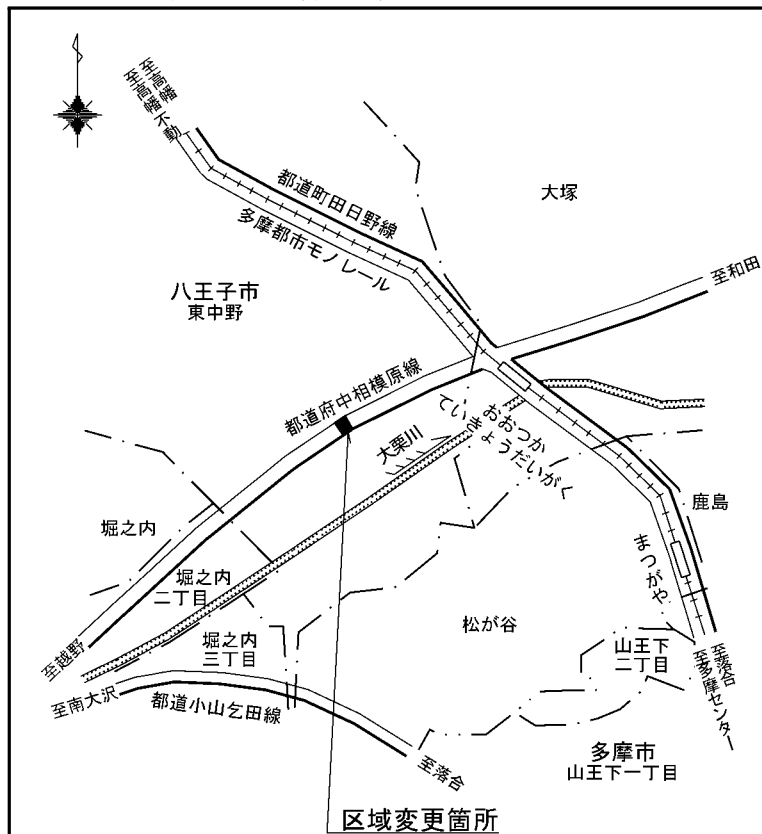 至高幡
至高幡不動
都道町田日野線
多摩都市モノレール
大塚
至和田
八王子市
東中野
都道府中相模原線
おおつか
ていきょうだいがく
大栗川
鹿島
堀之内
まつがや
堀之内
二丁目
松が谷
堀之内
三丁目
山王下
二丁目
至越野
至南大沢
都道小山乞田線
至落合
至落合
至多摩センター
多摩市
山王下一丁目
区域変更箇所